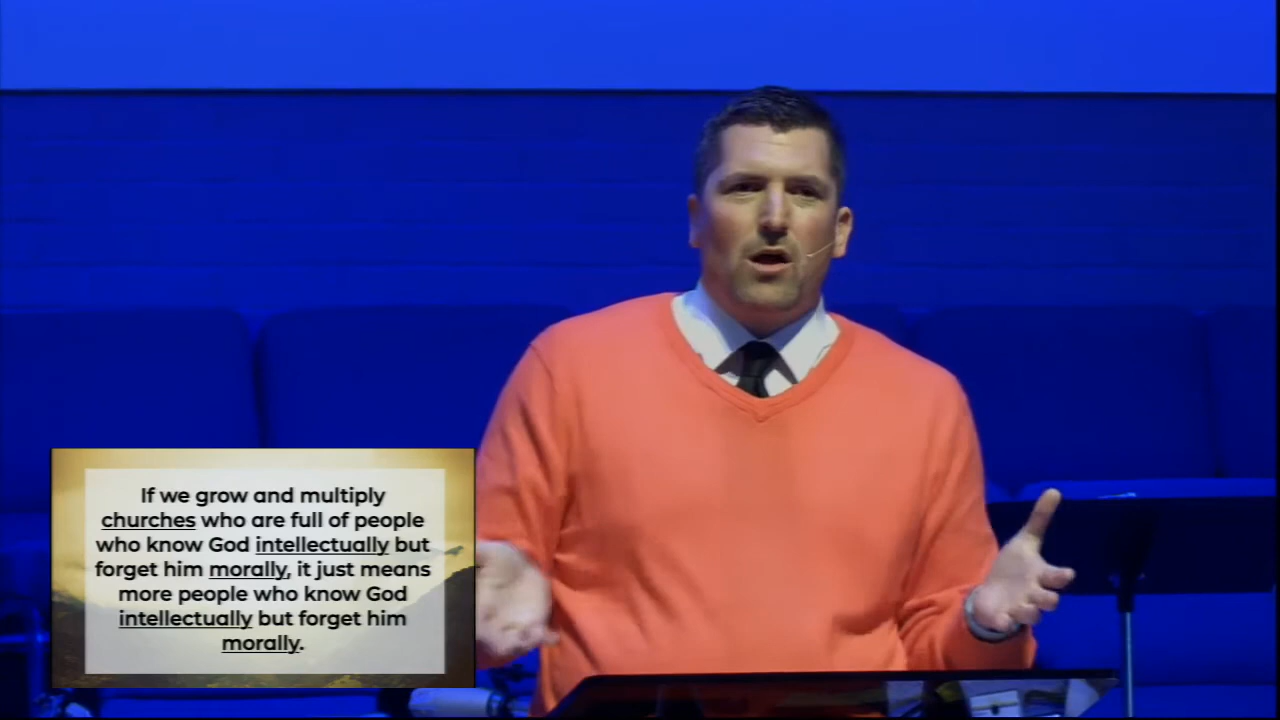 If we grow and multiply
churches who are full of people
who know God intellectually but
forget him morally, it just means
more people who know God
intellectually but forget him
morally.